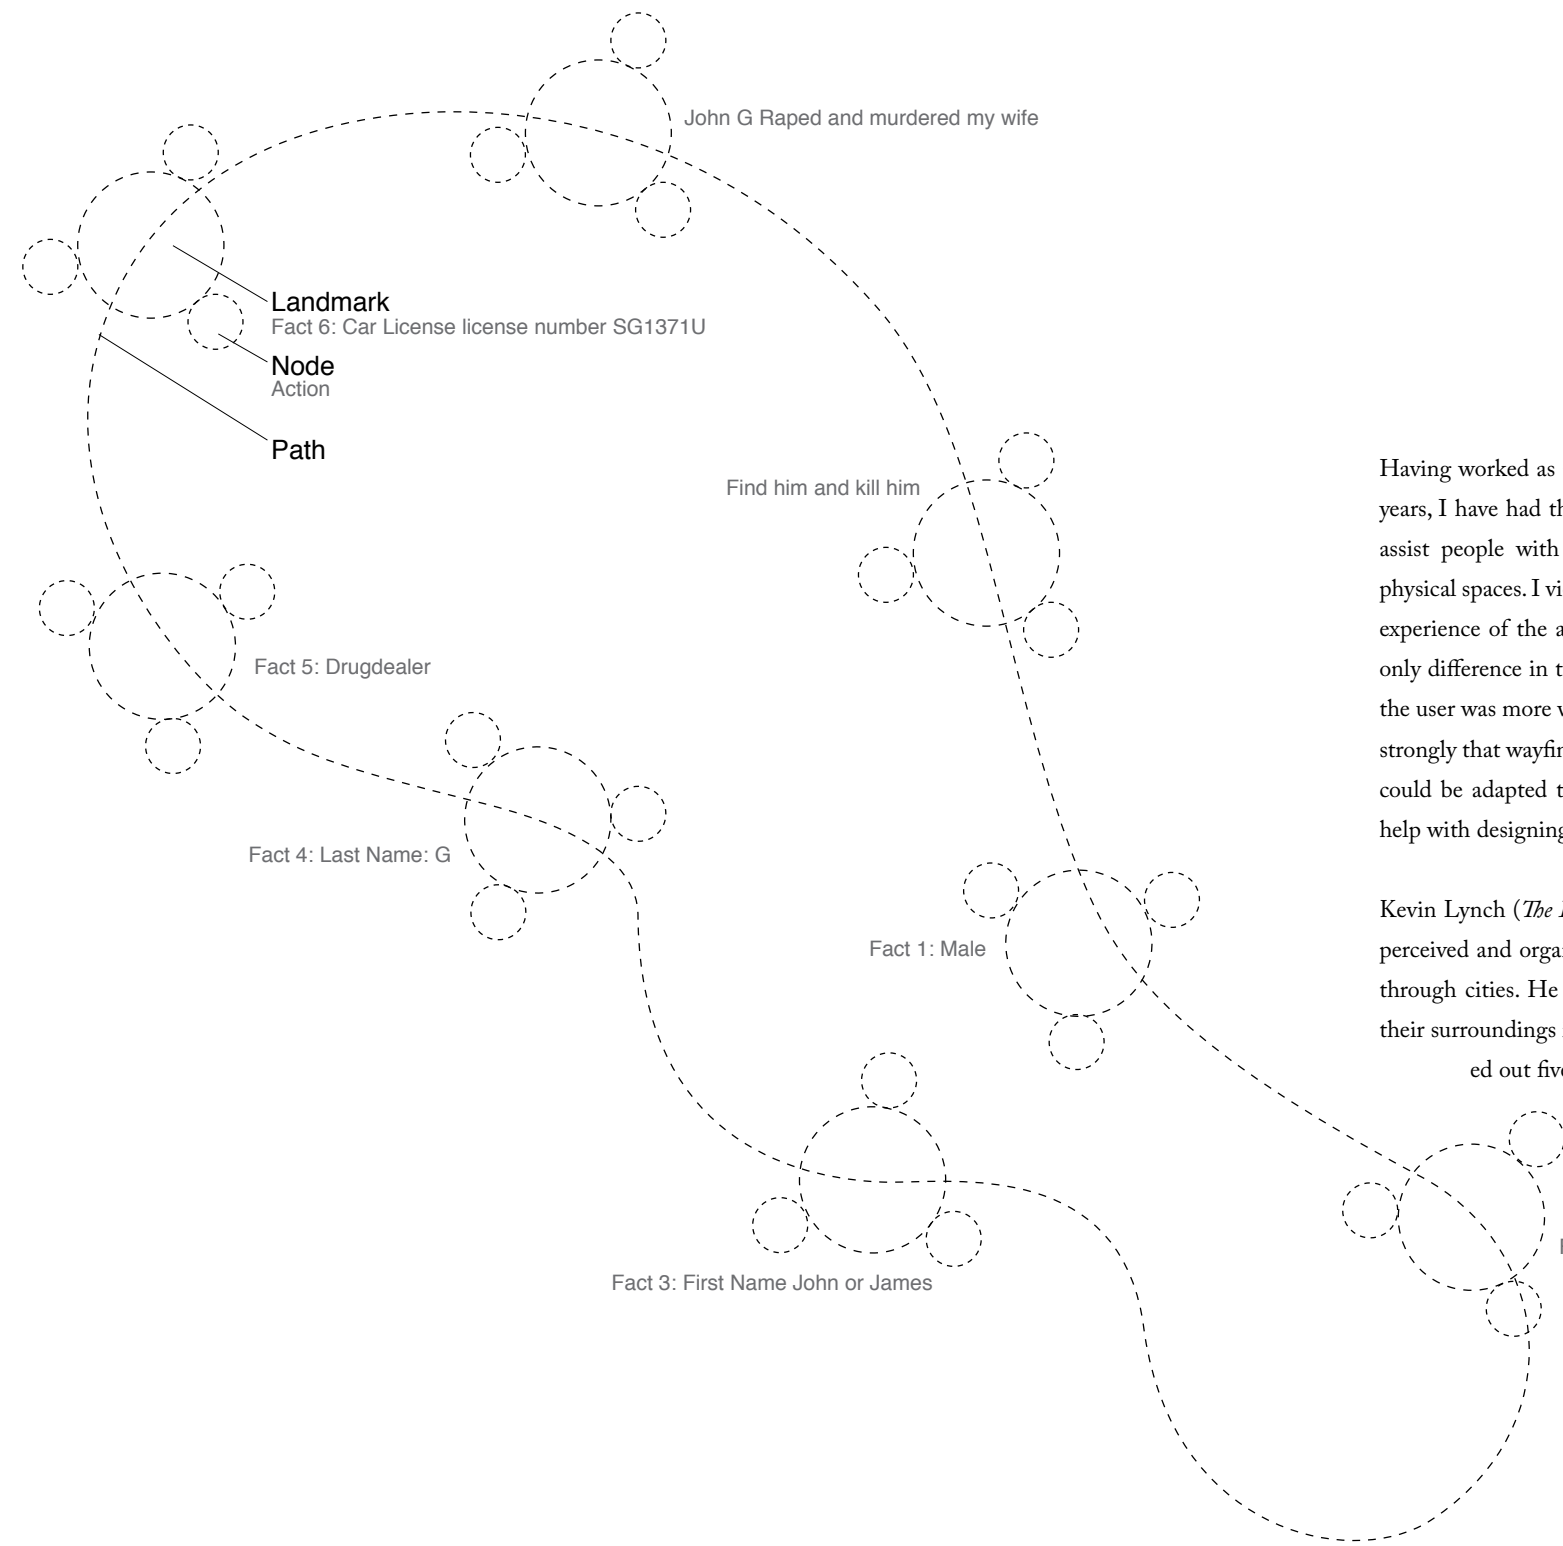 John G Raped and murdered my wife
Landmark
Fact 6: Car License license number SG1371U
Node
Action
Path
Find him and kill him
Fact 5: Drugdealer
Fact 4: Last Name: G
Fact 1: Male
Fact 3: First Name John or James
Having worked as
years, I have had
assist people with
physical spaces. I
experience of the
only difference in
the user was more
strongly that
could be adapted
help with designing
Kevin Lynch (The
perceived and
through cities. He
their surroundings
ed out